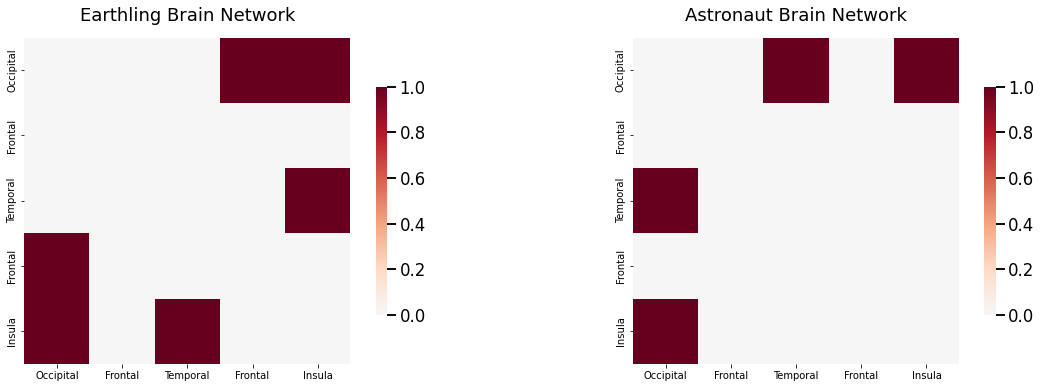 Earthling Brain Network
Occipital
Frontal
Temporal
Frontal
Insula
Occipital Frontal Temporal Frontal Insula
1.0
0.8
0.6
0.4
0.2
0.0
Astronaut Brain Network
Occipital
Frontal
Temporal
Frontal
Insula
Occipital Frontal Temporal Frontal Insula
1.0
0.8
0.6
0.4
0.2
0.0